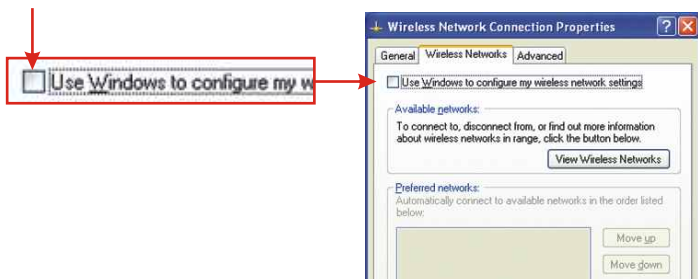 Use Windows to configure my w
Wireless Network Connection Properties
General Wireless Networks Advanced
Use Windows to configure my wireless network settings
Available networks:
To connect to, disconnect from, or find out more information
about wireless networks in range, click the button below.
View Wireless Networks
Preferred networks:
Automatically connect to available networks in the order listed
below:
Move up
Move down